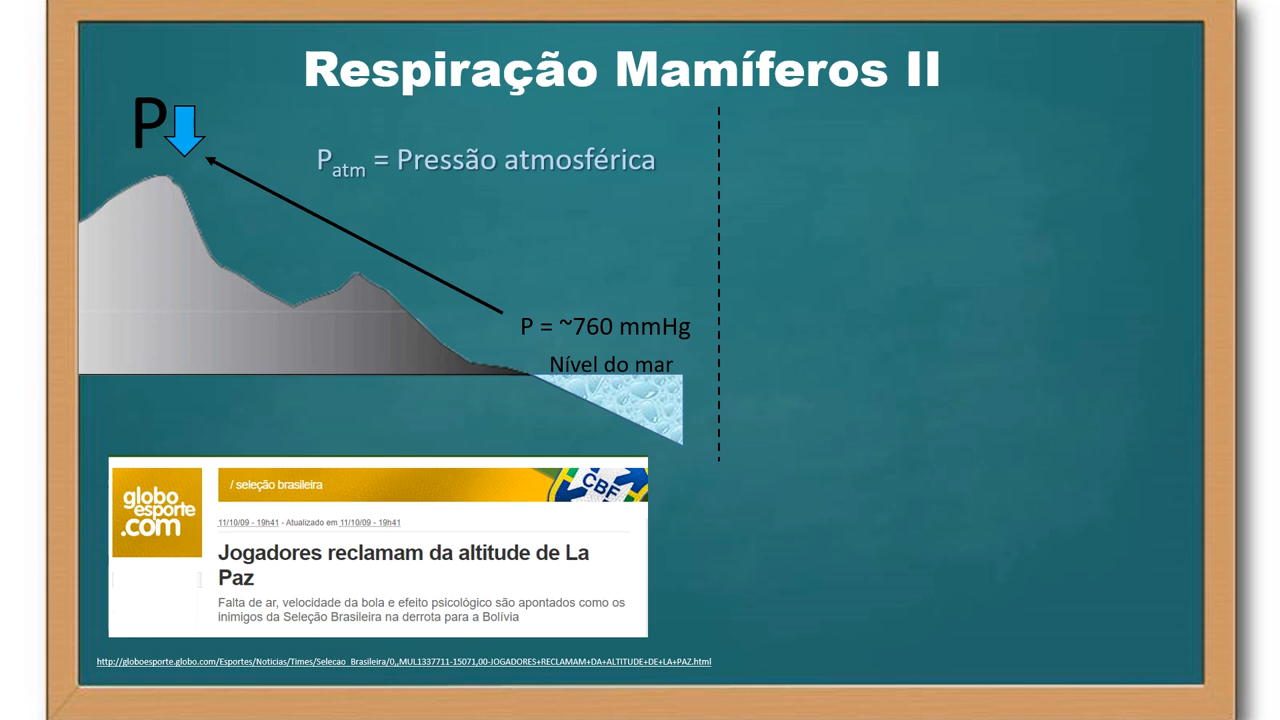 Respiração Mamíferos II
P
Patm = Pressão atmosférica
P = ~760 mmHg
Nível do mar
globo
esporte
.com
/ seleção brasileira
CBF
11/10/09 - 19h41 - Atualizado em 11/10/09 - 19h41
Jogadores reclamam da altitude de La
Paz
Falta de ar, velocidade da bola e efeito psicológico são apontados como os
inimigos da Seleção Brasileira na derrota para a Bolívia
http://globoesporte.globo.com/Esportes/Noticias/Times/Selecao_Brasileira/0,,MUL1337711-15071,00-JOGADORES+RECLAMAM+DA+ALTITUDE+DE+LA+PAZ.html